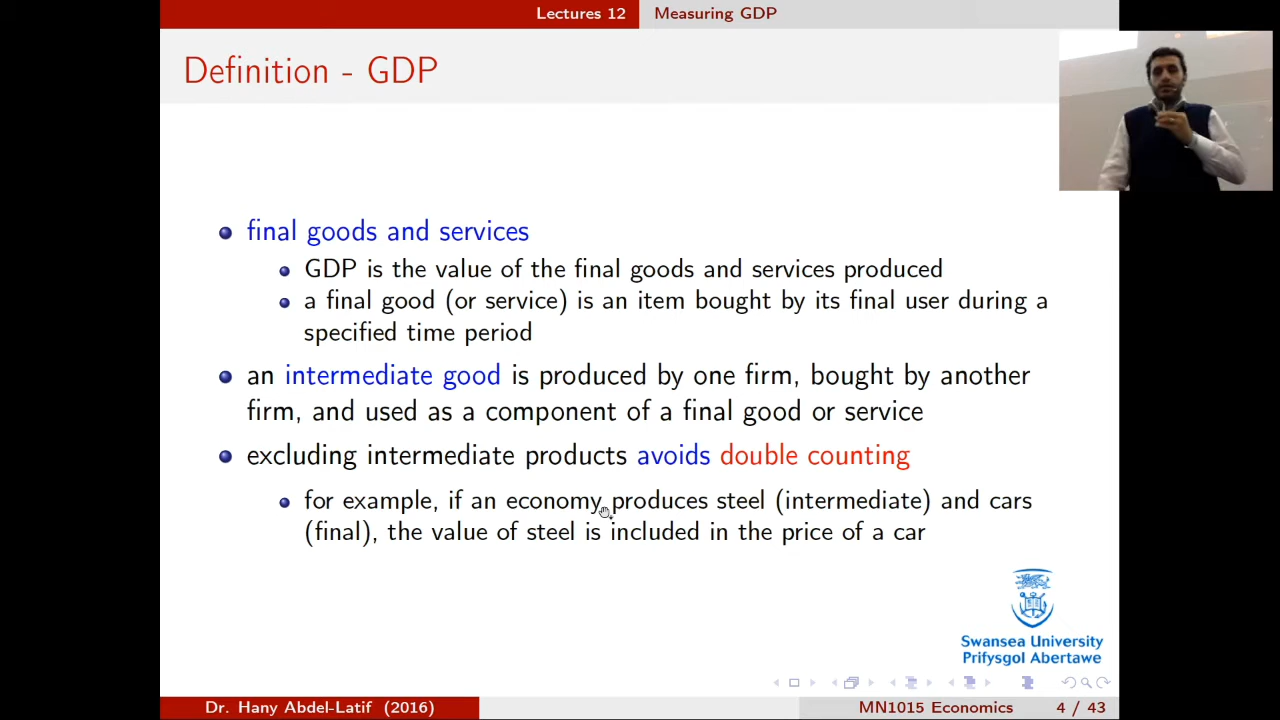 Lectures 12 Measuring GDP
Definition - GDP
final goods and services
GDP is the value of the final goods and services produced
a final good (or service) is an item bought by its final user during a
specified time period
an intermediate good is produced by one firm, bought by another
firm, and used as a component of a final good or service
excluding intermediate products avoids double counting
for example, if an economy produces steel (intermediate) and cars
(final), the value of steel is included in the price of a car
Swansea University
Prifysgol Abertawe
Dr. Hany Abdel-Latif (2016) MN1015 Economics 4 / 43